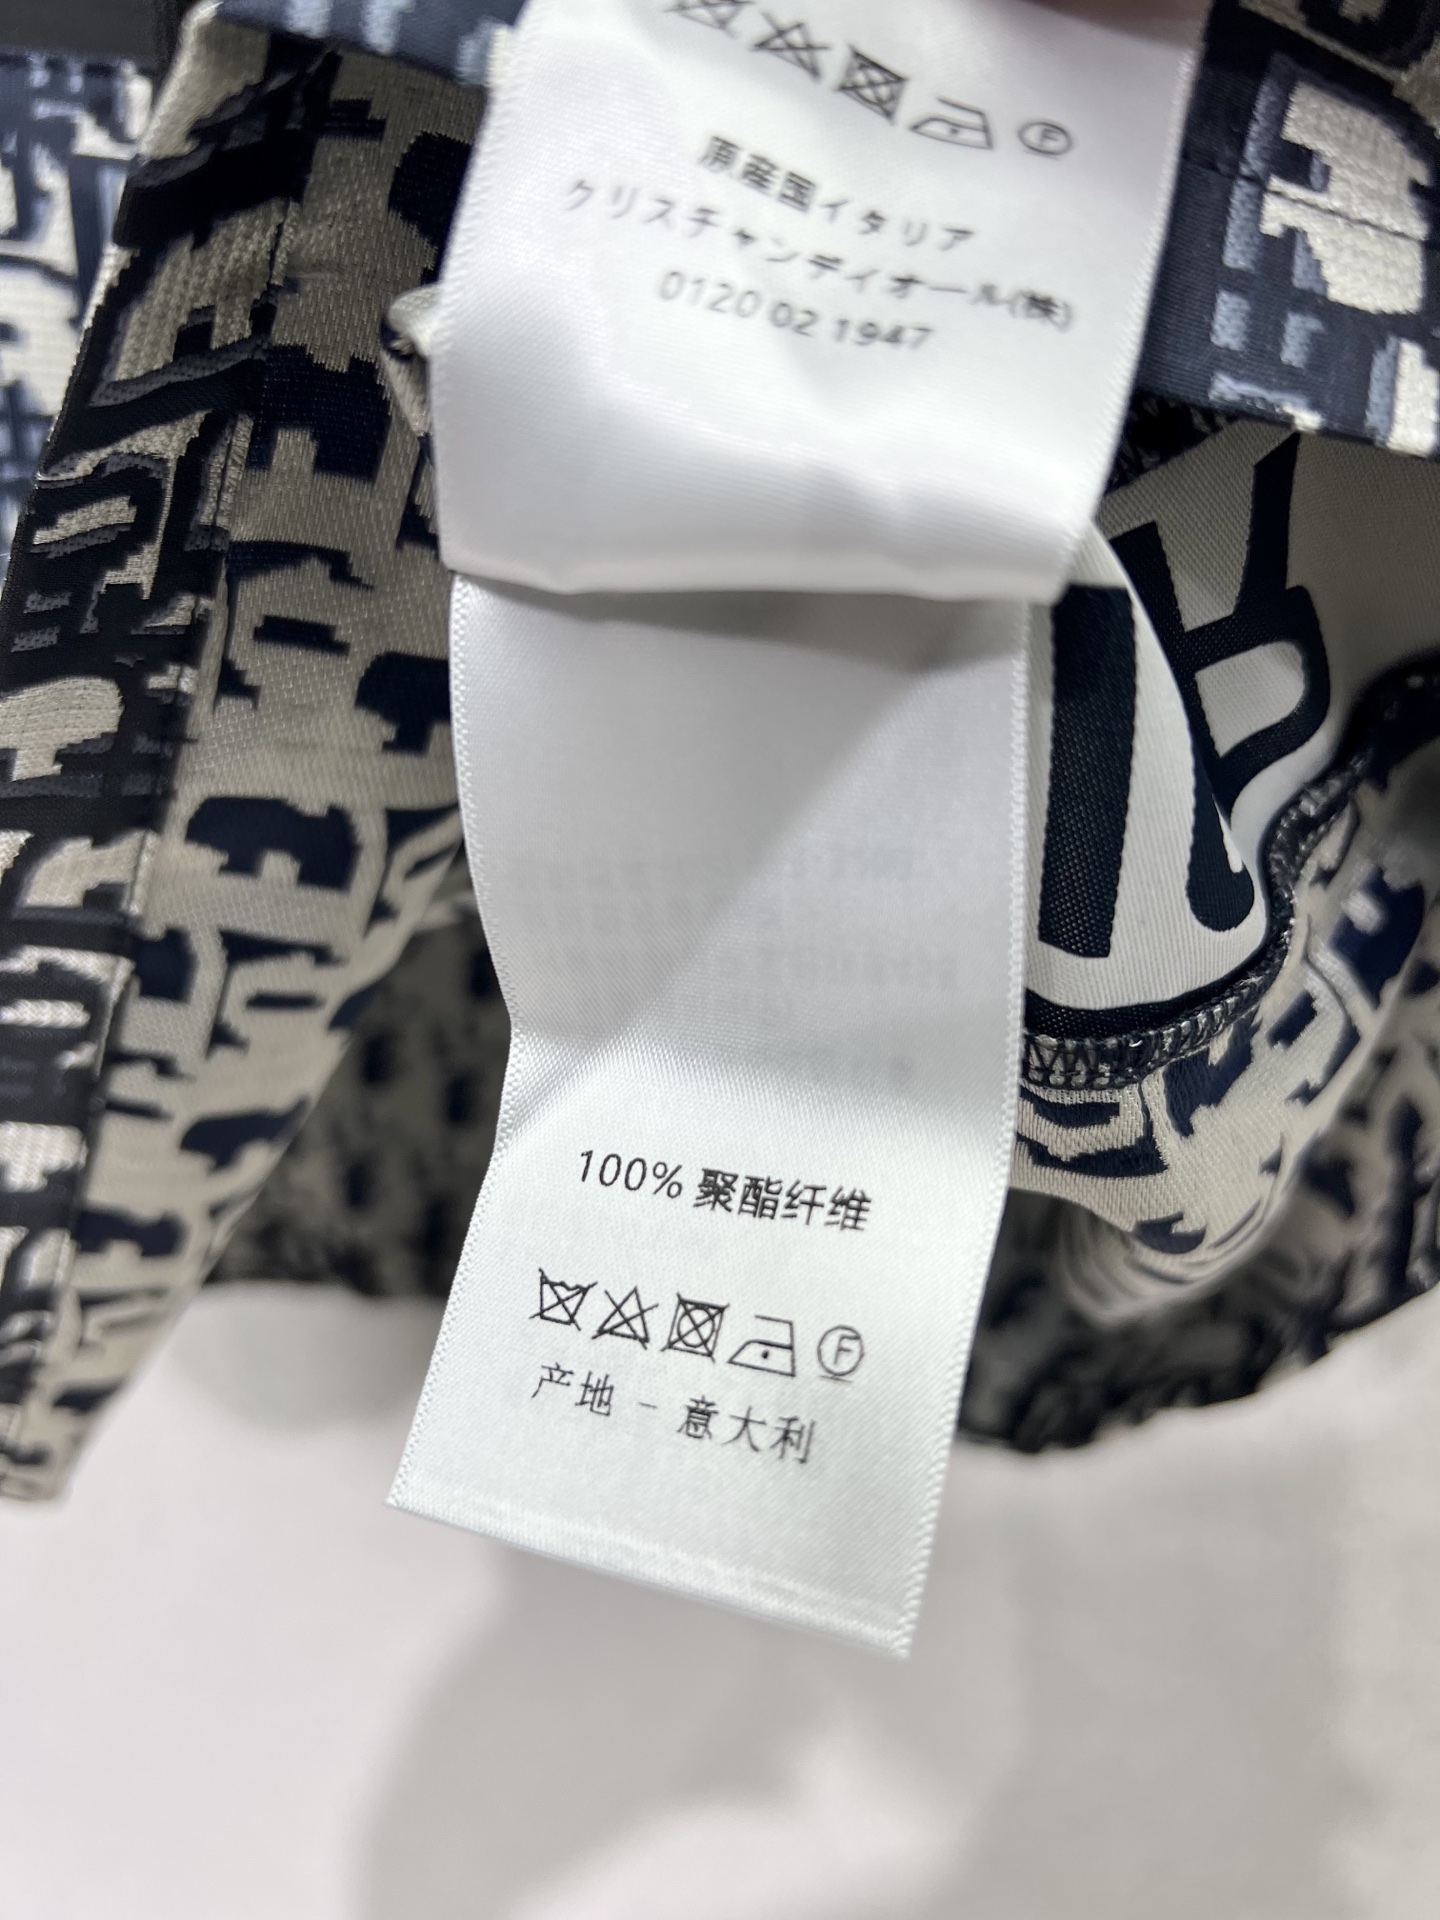 F
原産国イタリア
クリスチャンディオール(株)
0120 02 1947
100% 聚酯纤维
F
产地 - 意大利